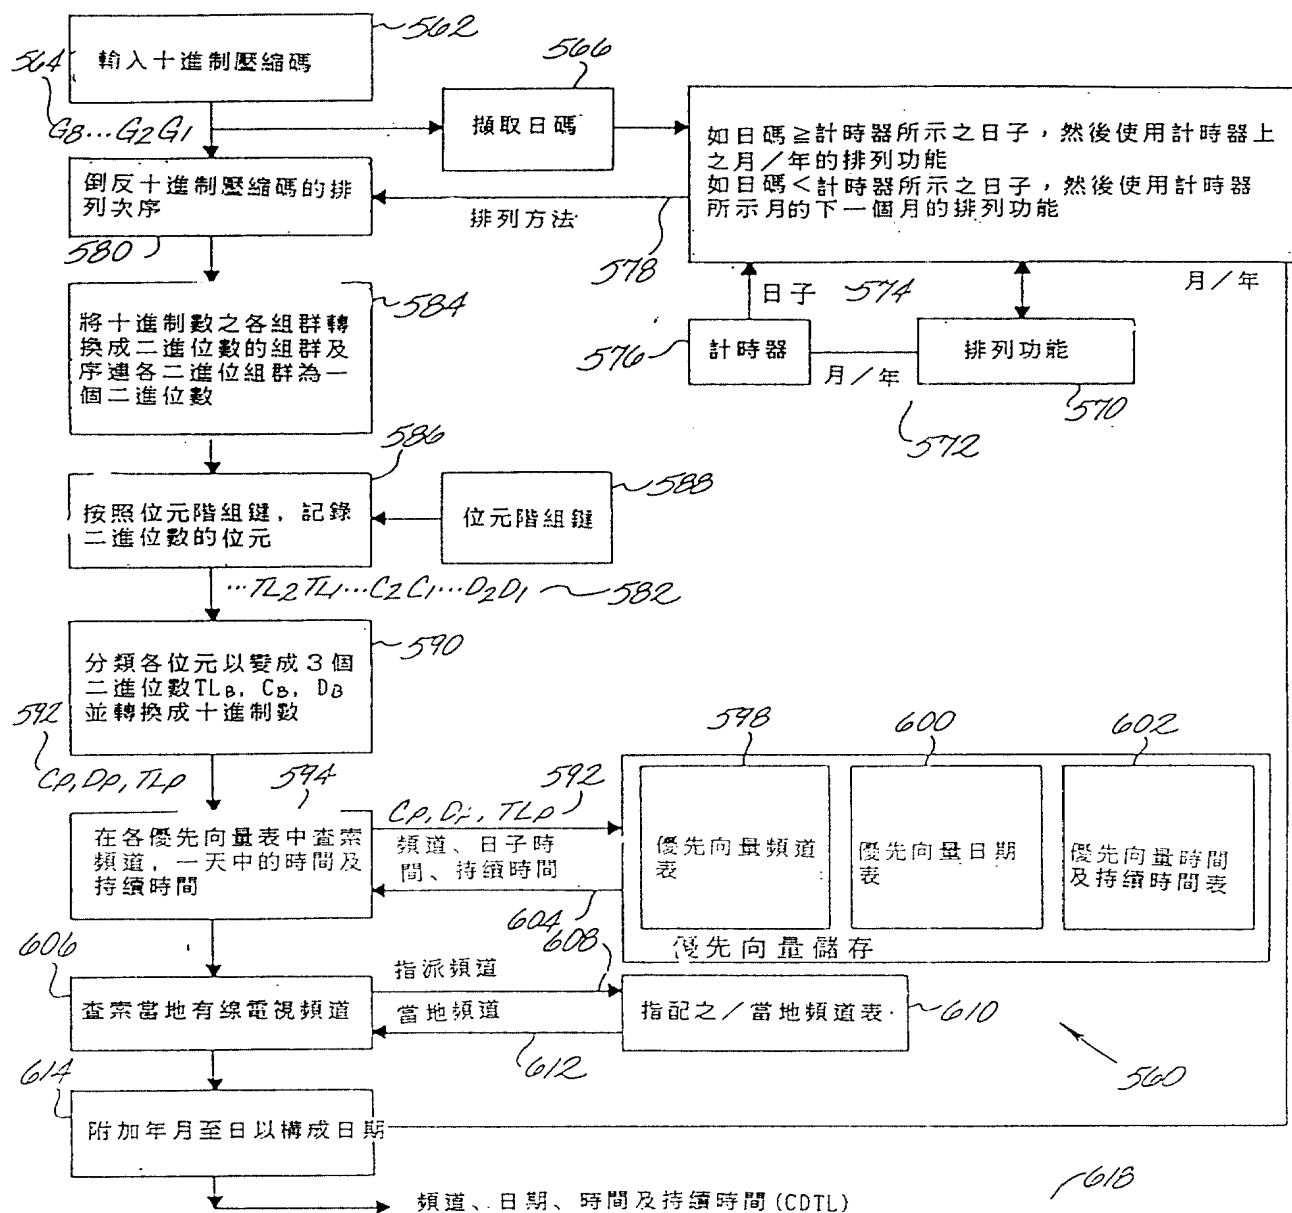 562
輸入十進制壓縮碼
564
G8...G2G1
566
擷取日碼
如日碼≧計時器所示之日子，然後使用計時器上
之月／年的排列功能
如日碼<計時器所示之日子，然後使用計時器
所示月的下一個月的排列功能
倒反十進制壓縮碼的排
列次序
580
排列方法
578
日子
574
月／年
576
計時器
月／年
排列功能
570
572
584
將十進制數之各組群轉
換成二進位數的組群及
序連各二進位組群為一
個二進位數
586
按照位元階組鍵，記錄
二進位數的位元
588
位元階組鍵
...TL2TL1...C2C1...D2D1
582
590
分類各位元以變成3個
二進位數TLB, CB, DB
並轉換成十進制數
592
Cp,Dp,TLp
594
在各優先向量表中查索
頻道，一天中的時間及
持續時間
592
Cp,Dp,TLp
頻道、日子時
間、持續時間
604
598
優先向量頻道
表
600
優先向量日期
表
602
優先向量時間
及持續時間表
優先向量儲存
606
查索當地有線電視頻道
608
指派頻道
當地頻道
612
指配之／當地頻道表
610
560
614
附加年月至日以構成日期
頻道、日期、時間及持續時間(CDTL)
618